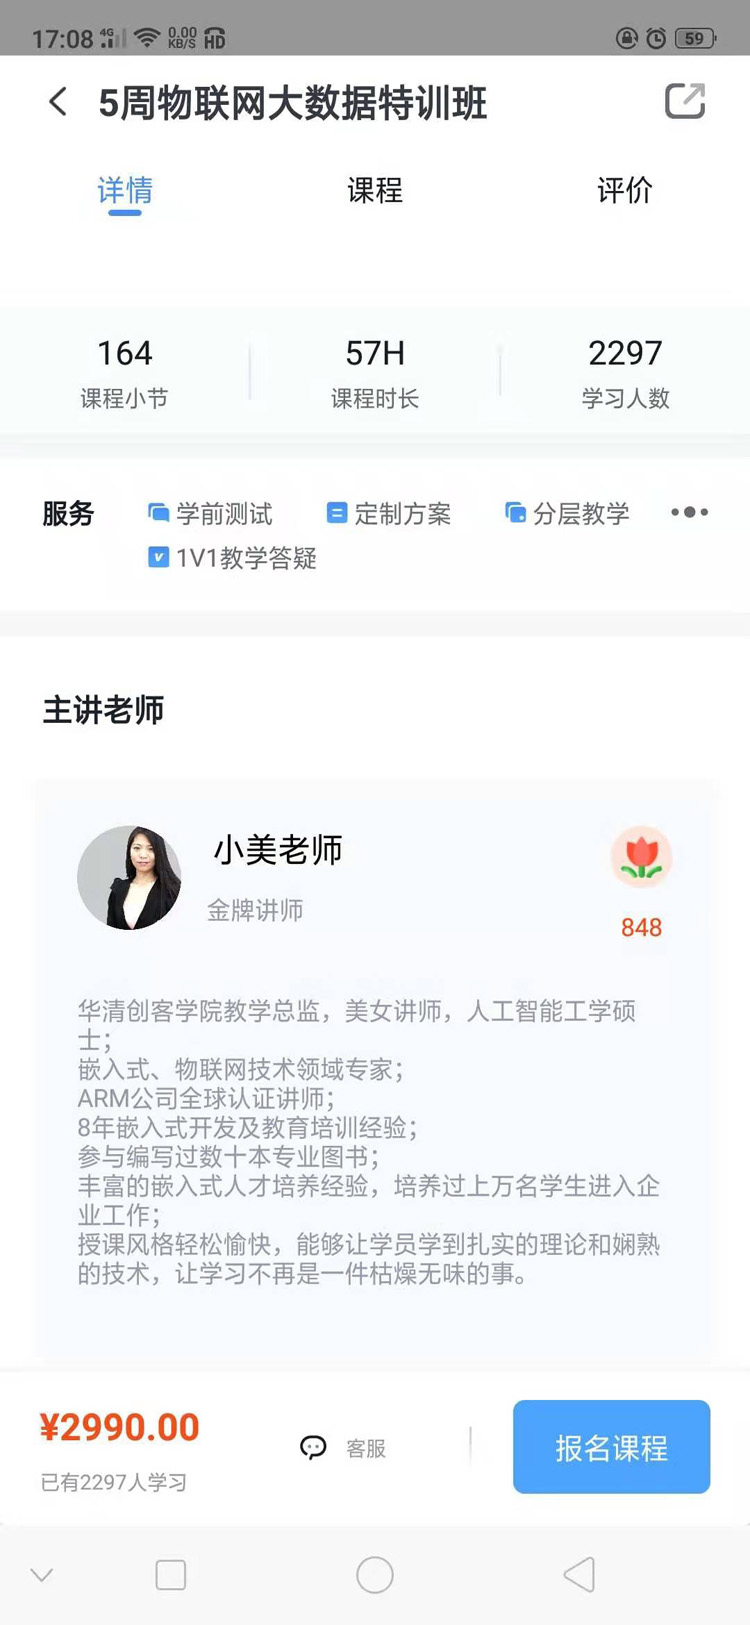 17:08 4G 0.00 KB/S HD 59
5周物联网大数据特训班
详情 课程 评价
164 57H 2297
课程小节 课程时长 学习人数
服务 学前测试 定制方案 分层教学
1V1教学答疑
主讲老师
小美老师
金牌讲师
848
华清创客学院教学总监，美女讲师，人工智能工学硕
士；
嵌入式、物联网技术领域专家；
ARM公司全球认证讲师；
8年嵌入式开发及教育培训经验；
参与编写过数十本专业图书；
丰富的嵌入式人才培养经验，培养过上万名学生进入企
业工作；
授课风格轻松愉快，能够让学员学到扎实的理论和娴熟
的技术，让学习不再是一件枯燥无味的事。
¥2990.00
客服 报名课程
已有2297人学习